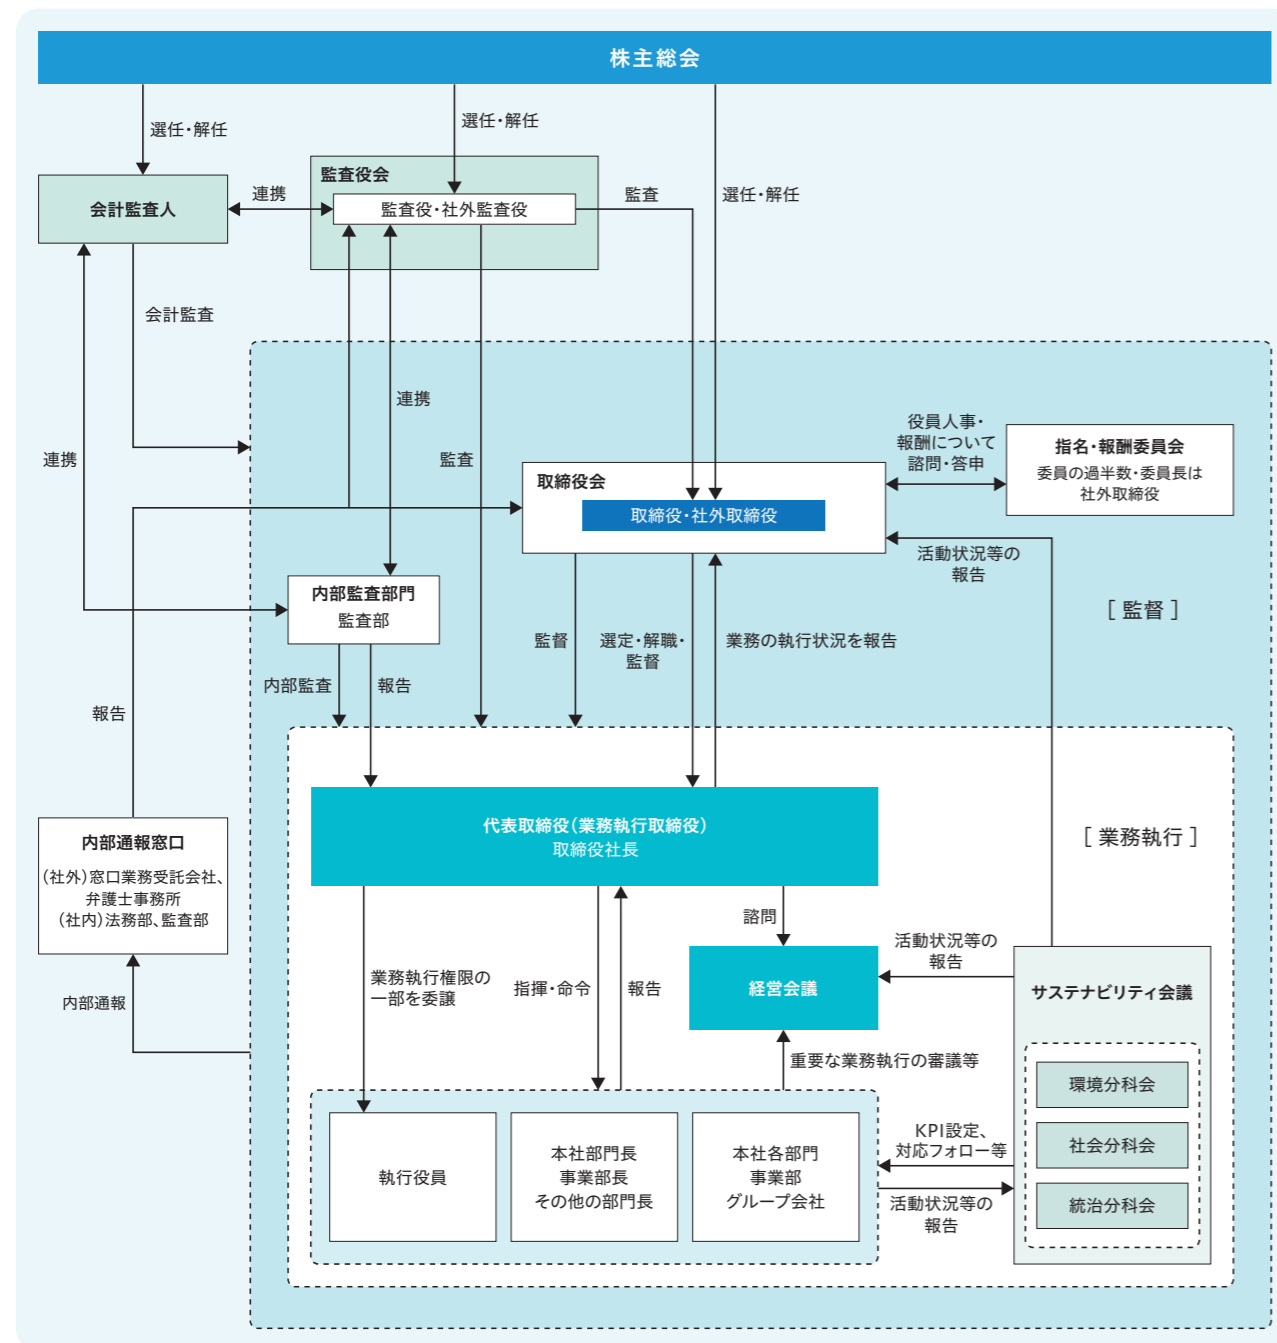 株主総会
選任・解任
選任・解任
選任・解任
会計監査人
連携
監査役会
監査役・社外監査役
監査
会計監査
連携
連携
監査
取締役会
取締役・社外取締役
役員人事・
報酬について
諮問・答申
指名・報酬委員会
委員の過半数・委員長は
社外取締役
活動状況等の
報告
［ 監督 ］
内部監査部門
監査部
内部監査
報告
監督
選定・解職・
監督
業務の執行状況を報告
報告
代表取締役（業務執行取締役）
取締役社長
［ 業務執行 ］
内部通報窓口
（社外）窓口業務受託会社、
弁護士事務所
（社内）法務部、監査部
内部通報
業務執行権限の
一部を委譲
指揮・命令
報告
諮問
経営会議
活動状況等の
報告
重要な業務執行の審議等
サステナビリティ会議
環境分科会
社会分科会
統治分科会
KPI設定、
対応フォロー等
活動状況等の
報告
執行役員
本社部門長
事業部長
その他の部門長
本社各部門
事業部
グループ会社